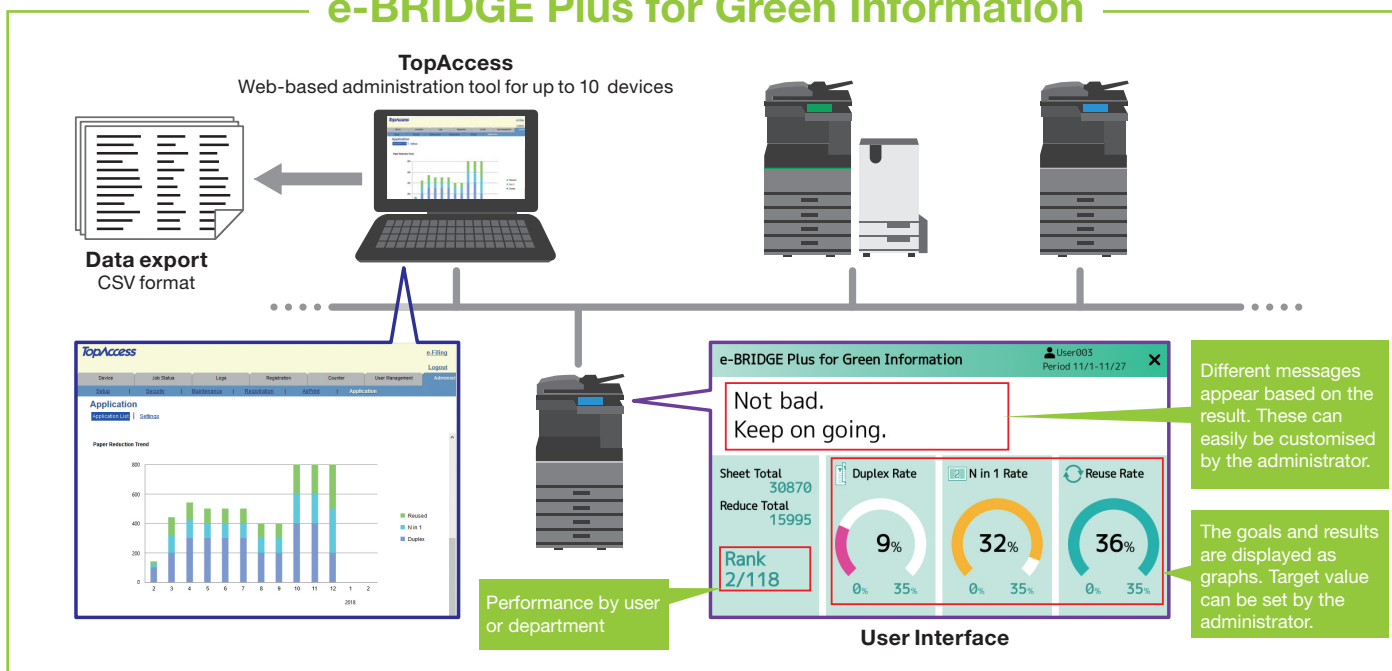 e-BRIDGE Plus for Green Information
TopAccess
Web-based administration tool for up to 10 devices
Data export
CSV format
TopAccess
e-Filing
Logout
Device
Job Status
Logs
Registration
Counter
User Management
Administ
Setup | Security | Maintenance | Registration | AirPrint | Application
Application
Application List | Settings
Paper Reduction Trend
800
600
400
200
0
2 3 4 5 6 7 8 9 10 11 12 1 2
2018
Reused
N in 1
Duplex
e-BRIDGE Plus for Green Information
User003
Period 11/1-11/27
Not bad.
Keep on going.
Sheet Total
30870
Reduce Total
15995
Rank
2/118
Duplex Rate
9%
0% 35%
N in 1 Rate
32%
0% 35%
Reuse Rate
36%
0% 35%
User Interface
Performance by user
or department
Different messages
appear based on the
result. These can
easily be customised
by the administrator.
The goals and results
are displayed as
graphs. Target value
can be set by the
administrator.